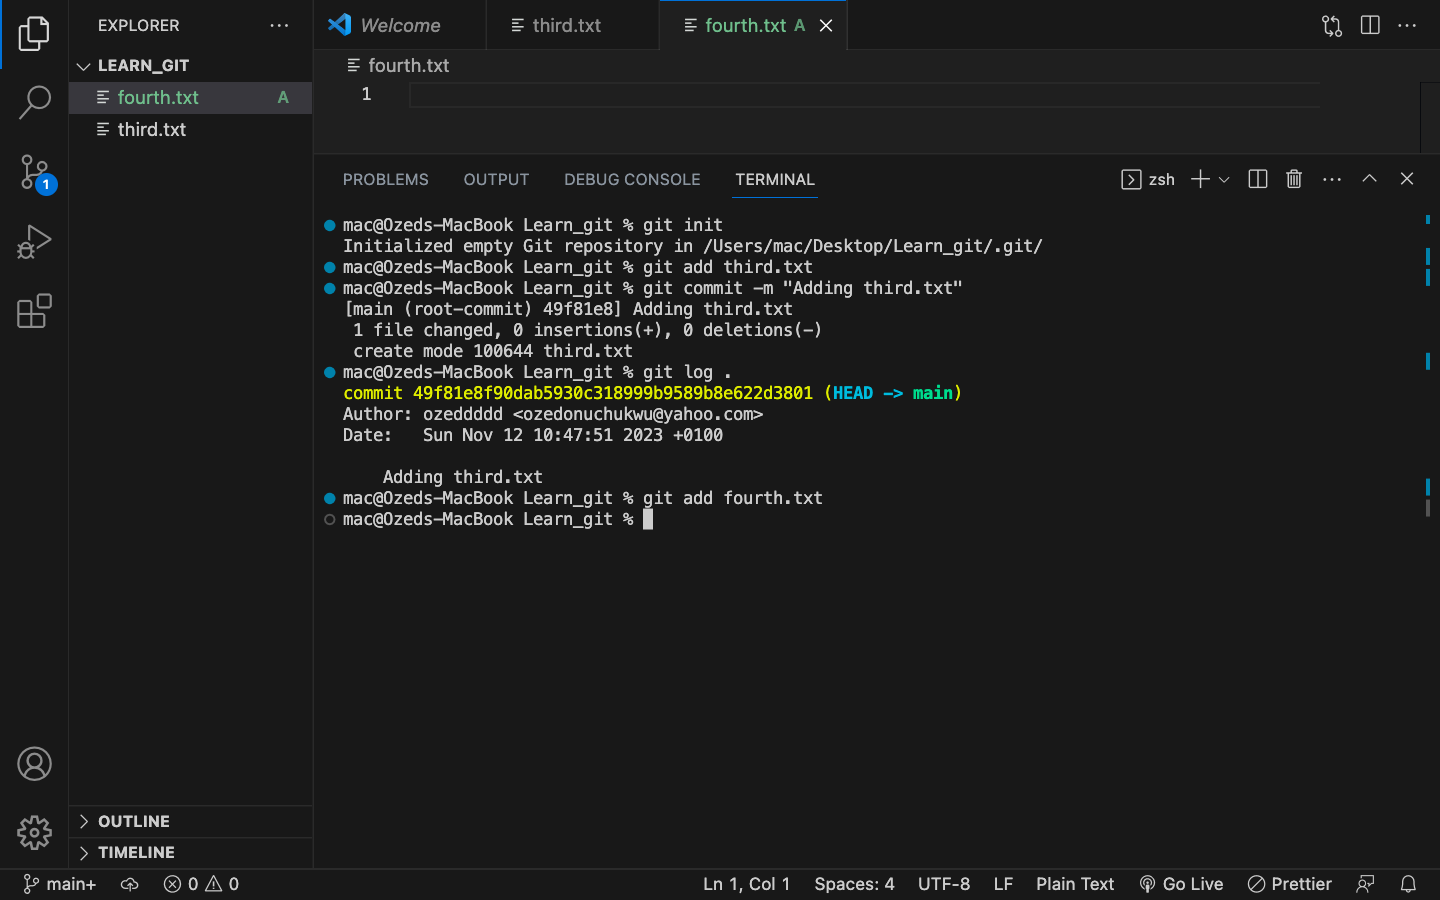 EXPLORER
LEARN_GIT
fourth.txt A
third.txt
1
OUTLINE
TIMELINE
Welcome
third.txt
fourth.txt A
fourth.txt
1
PROBLEMS OUTPUT DEBUG CONSOLE TERMINAL
zsh
mac@Ozeds-MacBook Learn_git % git init
Initialized empty Git repository in /Users/mac/Desktop/Learn_git/.git/
mac@Ozeds-MacBook Learn_git % git add third.txt
mac@Ozeds-MacBook Learn_git % git commit -m "Adding third.txt"
[main (root-commit) 49f81e8] Adding third.txt
 1 file changed, 0 insertions(+), 0 deletions(-)
 create mode 100644 third.txt
mac@Ozeds-MacBook Learn_git % git log .
commit 49f81e8f90dab5930c318999b9589b8e622d3801 (HEAD -> main)
Author: ozeddddd <ozedonuchukwu@yahoo.com>
Date:   Sun Nov 12 10:47:51 2023 +0100
    Adding third.txt
mac@Ozeds-MacBook Learn_git % git add fourth.txt
mac@Ozeds-MacBook Learn_git %
main+ 0 0 Ln 1, Col 1 Spaces: 4 UTF-8 LF Plain Text Go Live Prettier